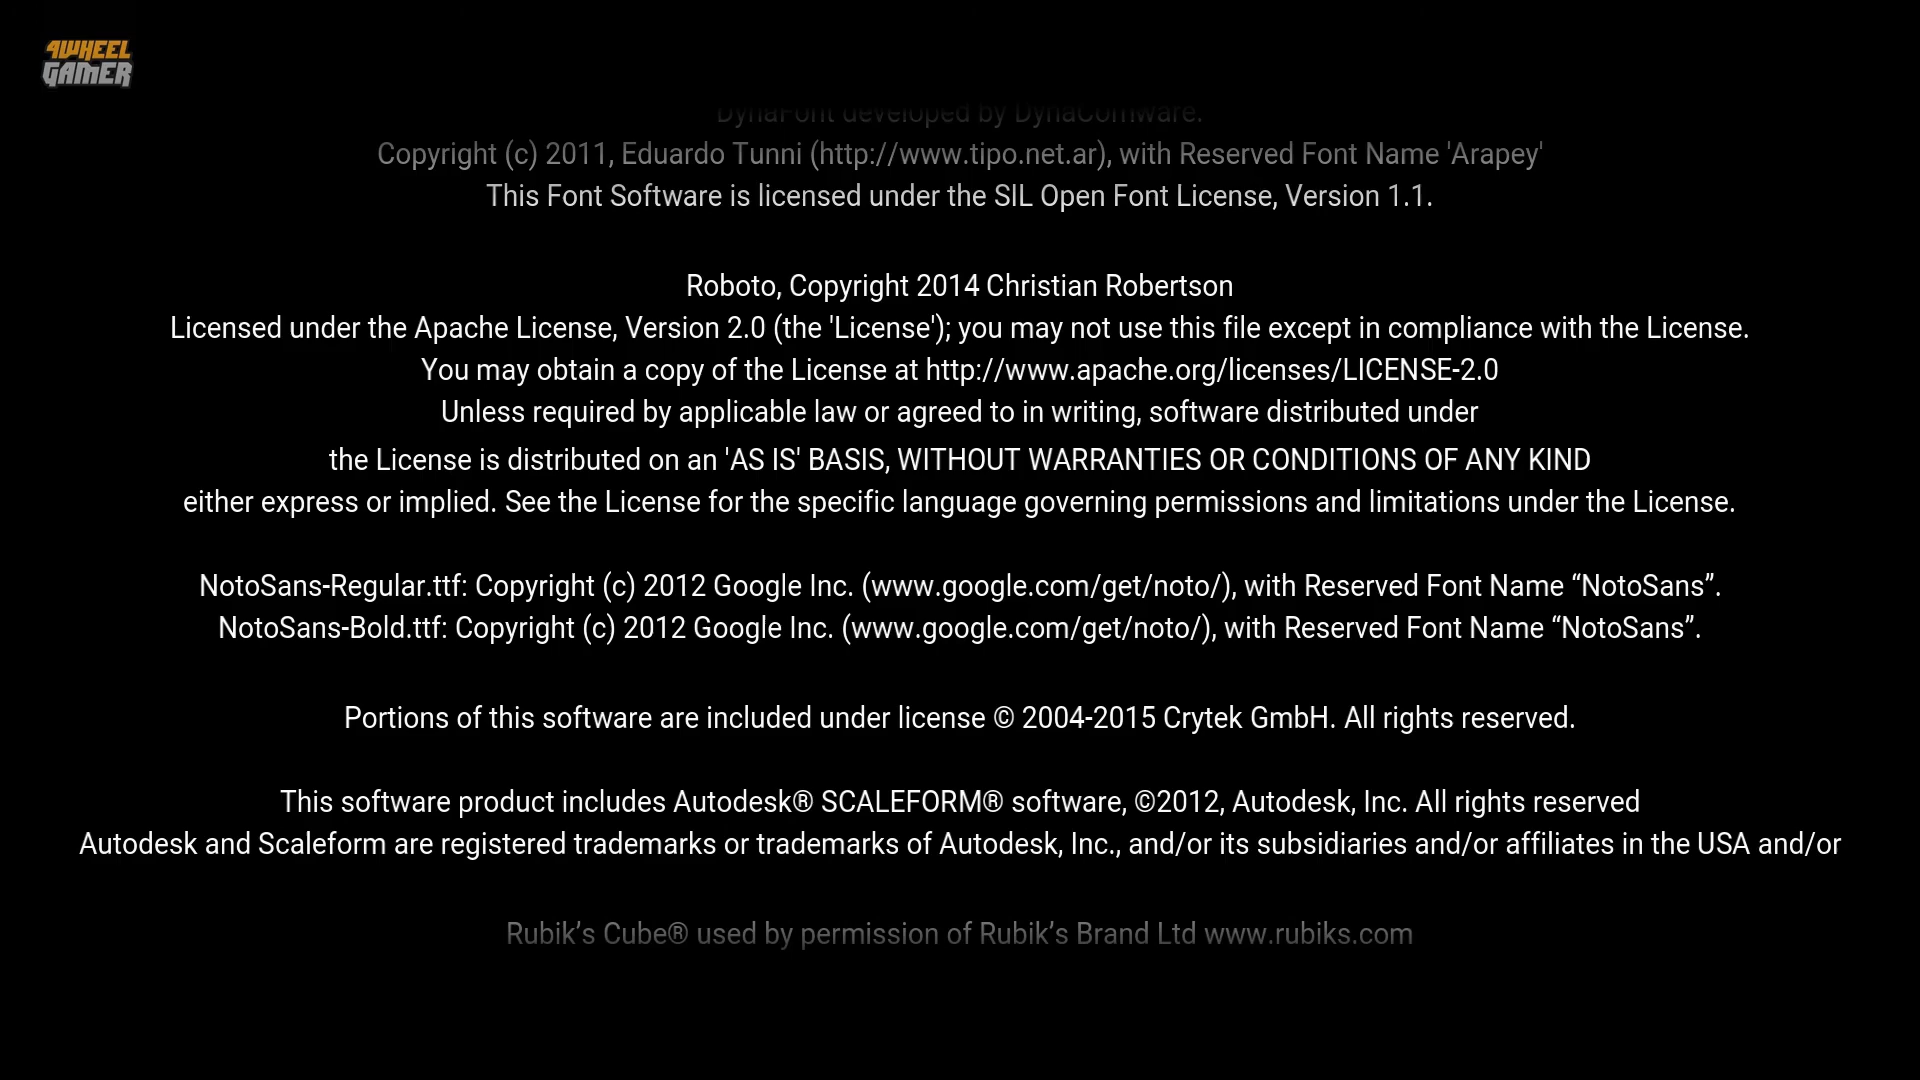 4WHEEL
GAMER
DynaFont developed by DynaComware.
Copyright (c) 2011, Eduardo Tunni (http://www.tipo.net.ar), with Reserved Font Name 'Arapey'
This Font Software is licensed under the SIL Open Font License, Version 1.1.
Roboto, Copyright 2014 Christian Robertson
Licensed under the Apache License, Version 2.0 (the 'License'); you may not use this file except in compliance with the License.
You may obtain a copy of the License at http://www.apache.org/licenses/LICENSE-2.0
Unless required by applicable law or agreed to in writing, software distributed under
the License is distributed on an 'AS IS' BASIS, WITHOUT WARRANTIES OR CONDITIONS OF ANY KIND
either express or implied. See the License for the specific language governing permissions and limitations under the License.
NotoSans-Regular.ttf: Copyright (c) 2012 Google Inc. (www.google.com/get/noto/), with Reserved Font Name “NotoSans”.
NotoSans-Bold.ttf: Copyright (c) 2012 Google Inc. (www.google.com/get/noto/), with Reserved Font Name “NotoSans”.
Portions of this software are included under license © 2004-2015 Crytek GmbH. All rights reserved.
This software product includes Autodesk® SCALEFORM® software, ©2012, Autodesk, Inc. All rights reserved
Autodesk and Scaleform are registered trademarks or trademarks of Autodesk, Inc., and/or its subsidiaries and/or affiliates in the USA and/or
Rubik’s Cube® used by permission of Rubik’s Brand Ltd www.rubiks.com